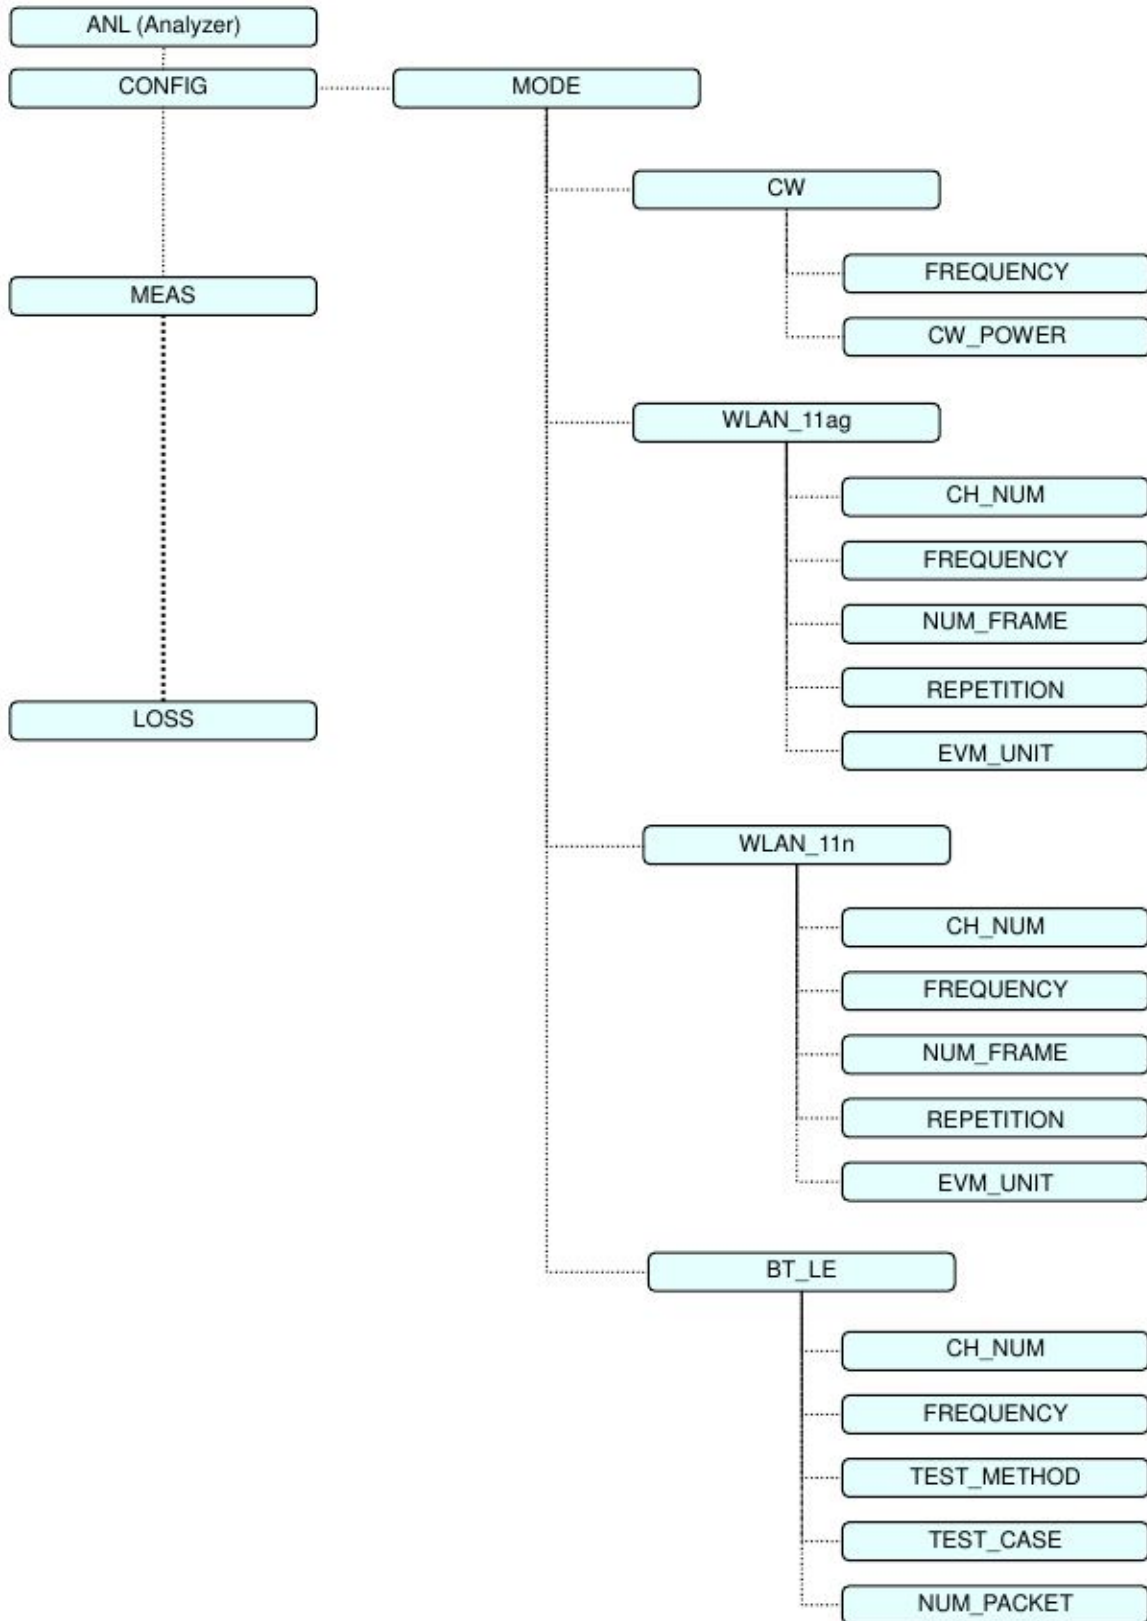 ANL (Analyzer)
CONFIG
MODE
CW
FREQUENCY
MEAS
CW_POWER
WLAN_11ag
CH_NUM
FREQUENCY
NUM_FRAME
REPETITION
LOSS
EVM_UNIT
WLAN_11n
CH_NUM
FREQUENCY
NUM_FRAME
REPETITION
EVM_UNIT
BT_LE
CH_NUM
FREQUENCY
TEST_METHOD
TEST_CASE
NUM_PACKET